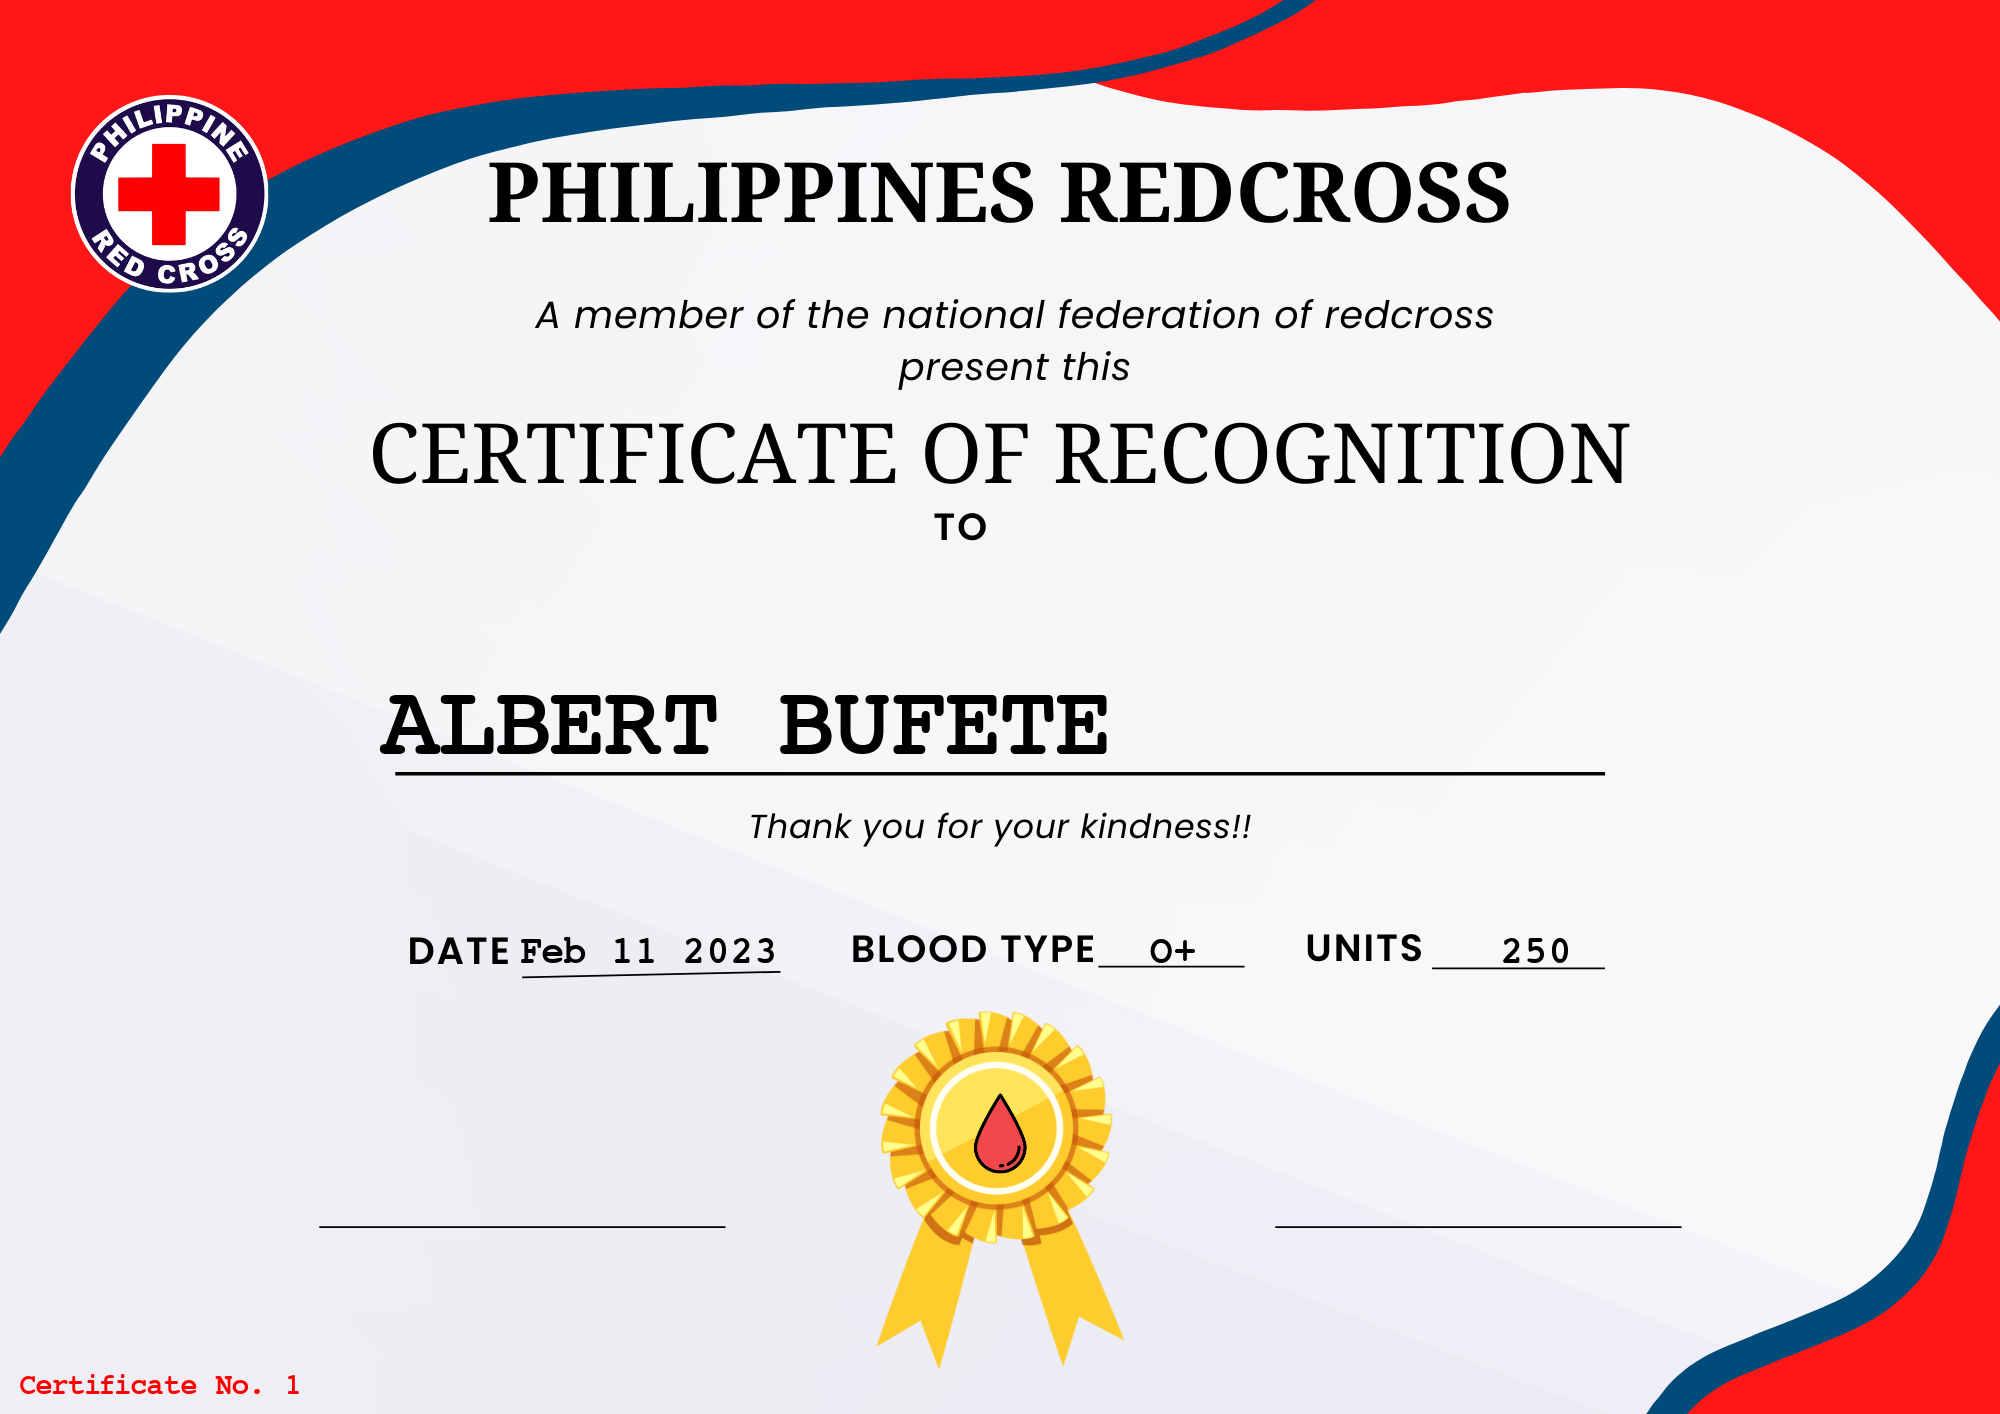 PHILIPPINE
RED CROSS
PHILIPPINES REDCROSS
A member of the national federation of redcross
present this
CERTIFICATE OF RECOGNITION
TO
ALBERT BUFETE
Thank you for your kindness!!
DATE Feb 11 2023 BLOOD TYPE O+ UNITS 250
Certificate No. 1